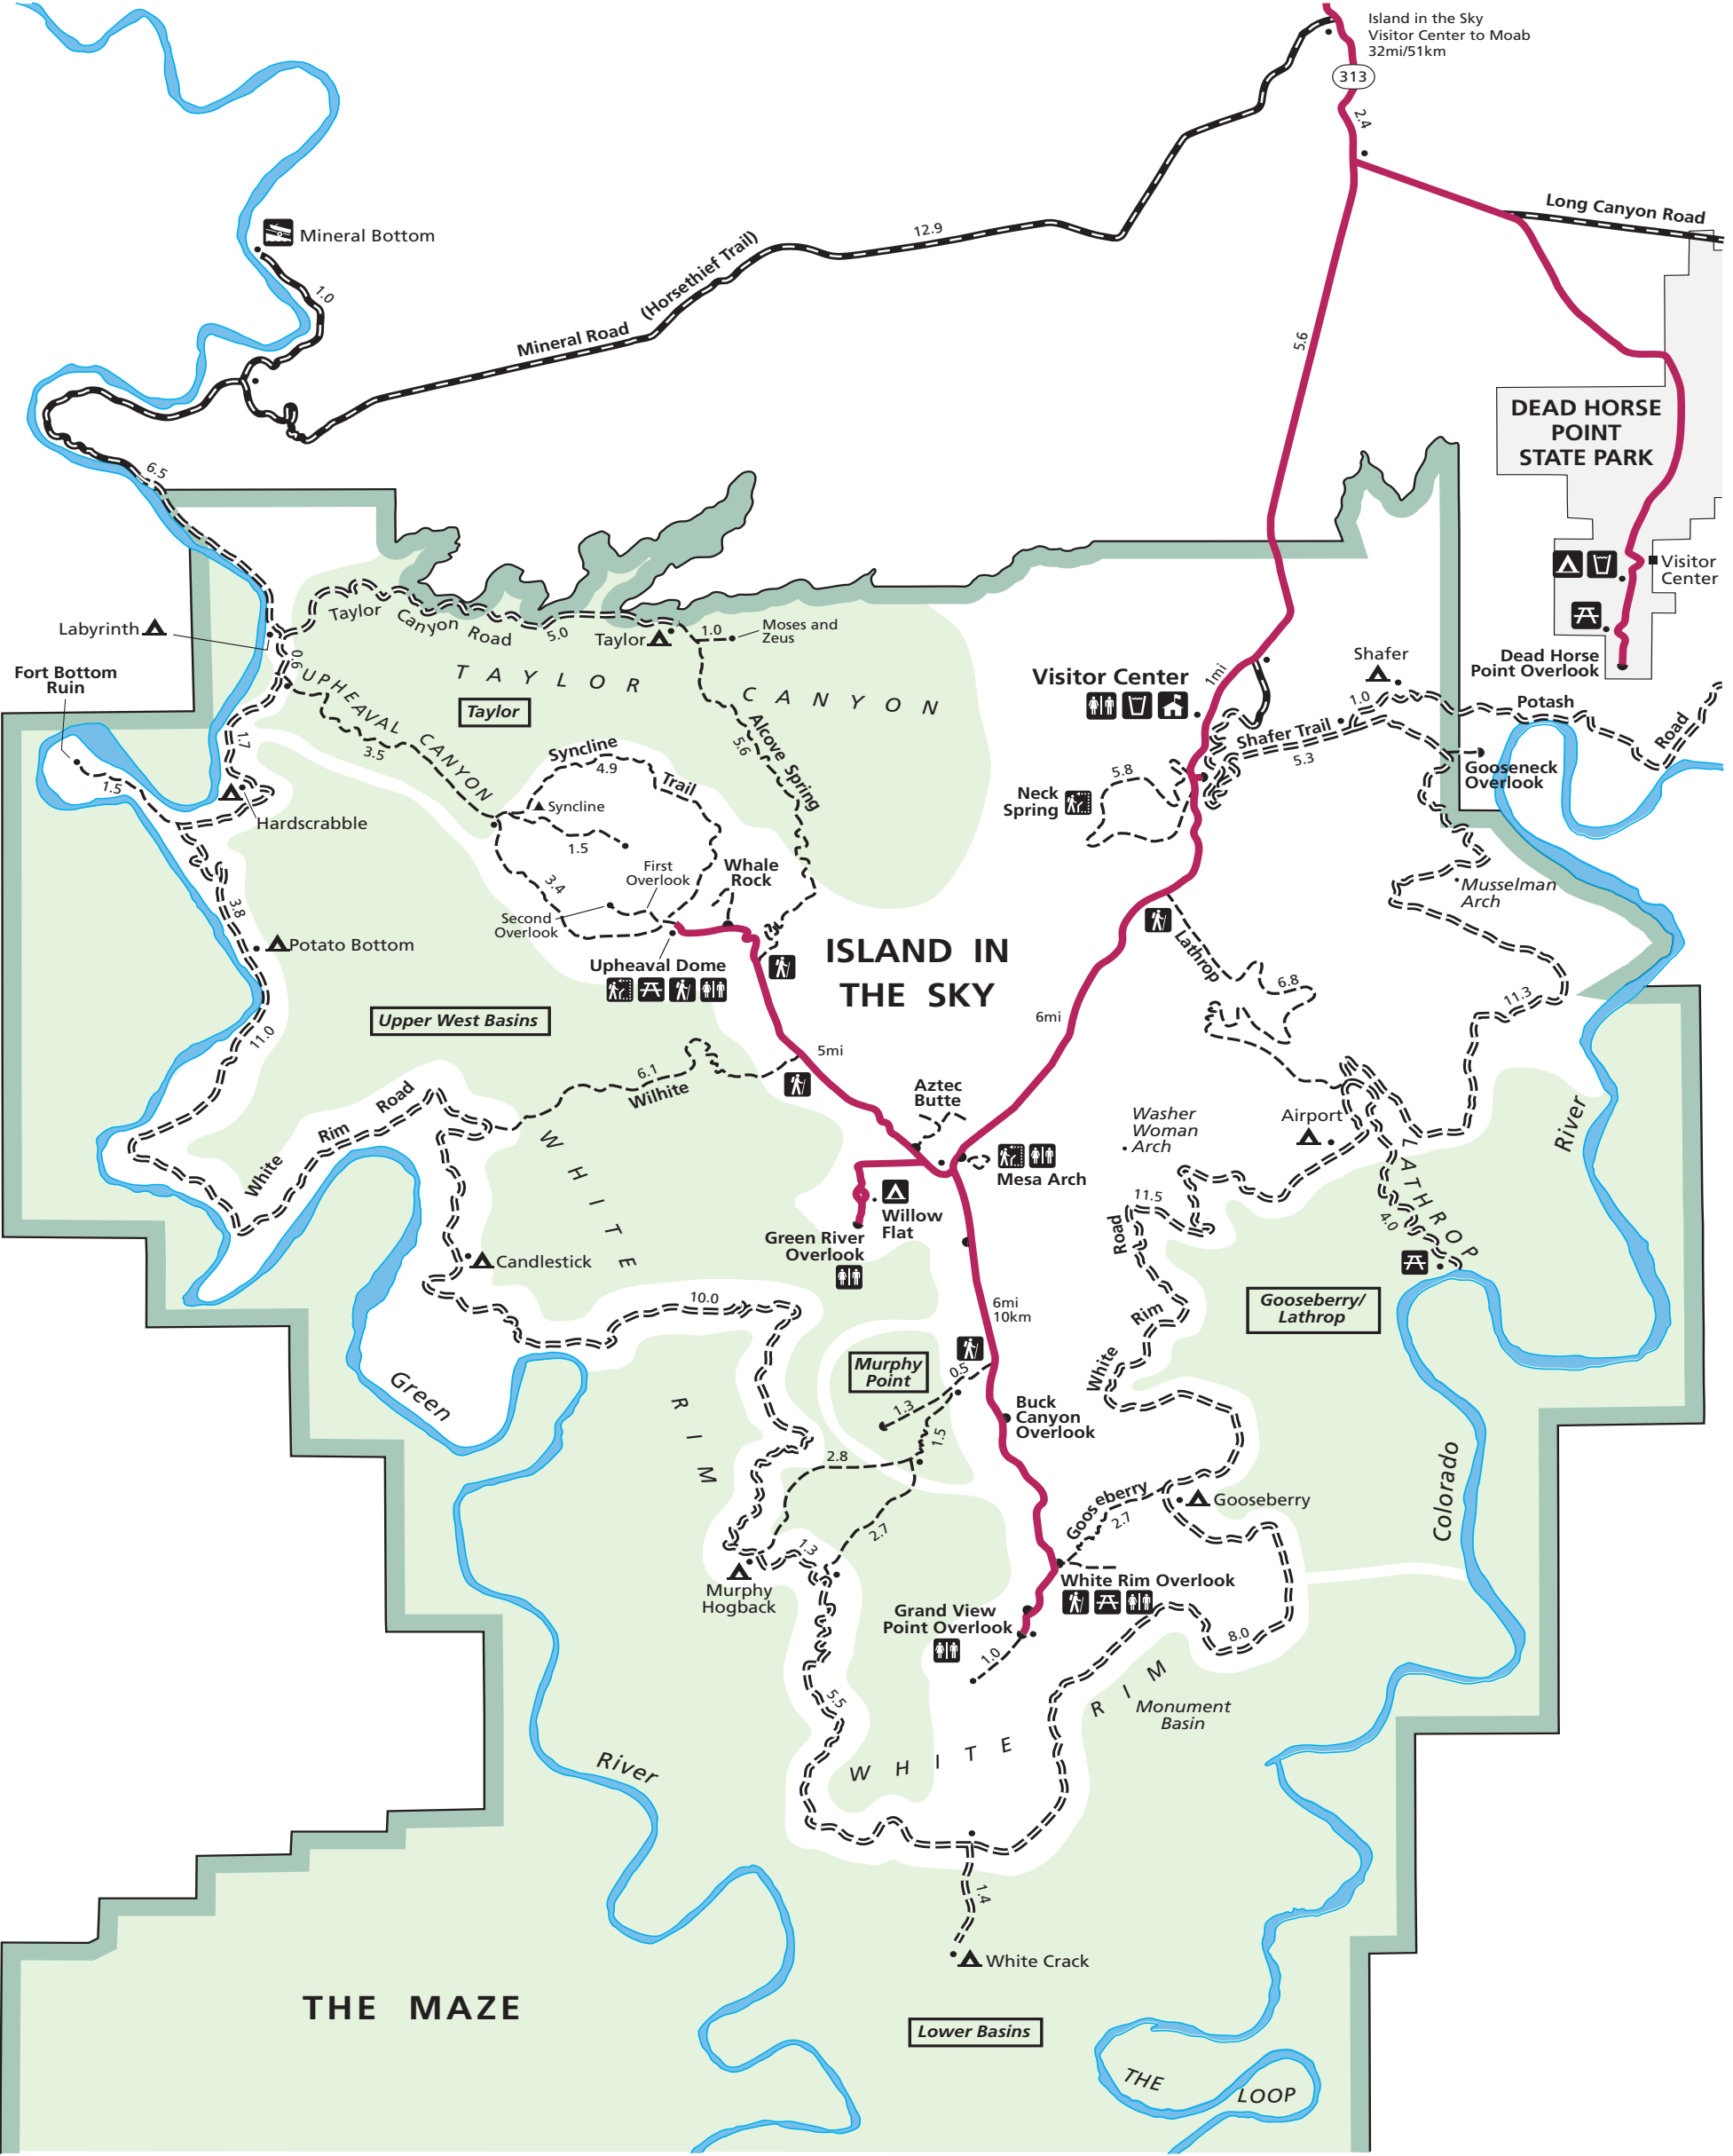 Island in the Sky
Visitor Center to Moab
32mi/51km
313
2.4
Long Canyon Road
Mineral Bottom
1.0
12.9
(Horsethief Trail)
Mineral Road
5.6
DEAD HORSE
POINT
STATE PARK
6.5
Visitor
Center
Dead Horse
Point Overlook
Labyrinth
Taylor Canyon Road
5.0
Taylor
1.0
Moses and
Zeus
0.6
Fort Bottom
Ruin
TAYLOR CANYON
Taylor
UPHEAVAL CANYON
3.5
1.7
1.5
Hardscrabble
Visitor Center
1mi
Shafer
1.0
Shafer Trail
5.3
Potash Road
Gooseneck
Overlook
Alcove Spring
5.6
Syncline Trail
4.9
Syncline
1.5
First
Overlook
Second
Overlook
3.4
Whale
Rock
5.8
Neck
Spring
Musselman
Arch
3.8
Potato Bottom
Upheaval Dome
ISLAND IN
THE SKY
Lathrop
6.8
11.3
Upper West Basins
11.0
5mi
6mi
6.1
Wilhite
Aztec
Butte
Washer
Woman
Arch
Airport
White Rim Road
Mesa Arch
Willow
Flat
Green River
Overlook
11.5
LATHROP
4.0
River
Candlestick
WHITE RIM
10.0
6mi
10km
Gooseberry/
Lathrop
White Rim Road
Murphy
Point
0.5
1.3
1.5
Buck
Canyon
Overlook
Green
2.8
2.7
Gooseberry
2.7
Gooseberry
Colorado
1.3
Murphy
Hogback
White Rim Overlook
Grand View
Point Overlook
1.0
8.0
5.5
Monument
Basin
WHITE RIM
River
1.4
White Crack
THE MAZE
Lower Basins
THE LOOP